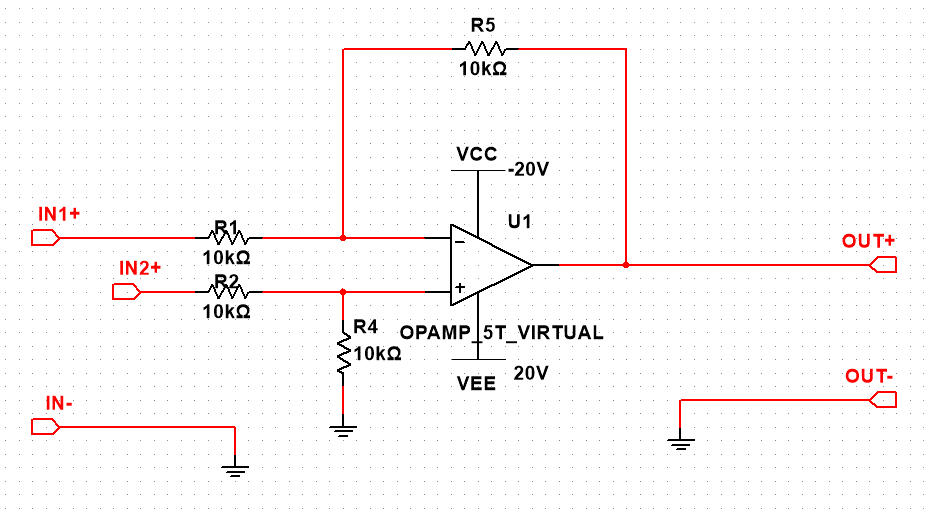 R5
10kΩ
VCC
-20V
IN1+
R1
U1
10kΩ
OUT+
IN2+
R2
-
+
10kΩ
R4
OPAMP_5T_VIRTUAL
10kΩ
VEE
20V
OUT-
IN-